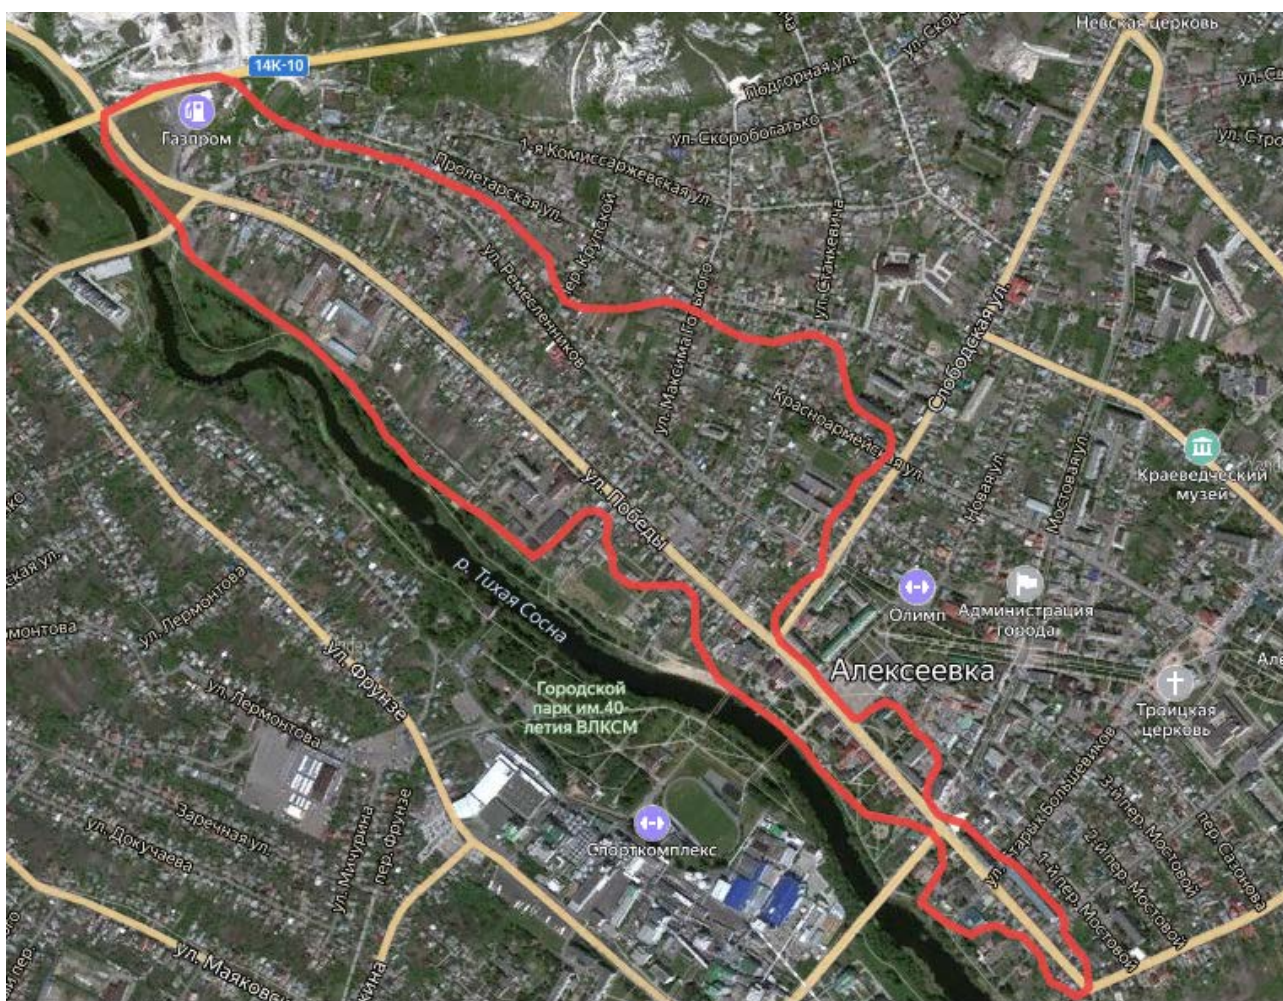 Невская церковь
14К-10
ул. Скоро
Подгорная ул.
Газпром
ул. Скоробогатько
ул. Стро
1-я Комиссаржевская ул.
Пролетарская ул.
пер. Крупской
ул. Станкевича
ул. Ремесленников
ул. Максима Горького
Слободская ул.
Красноармейская ул.
Краеведческий
музей
ул. Победы
Новая ул.
Мостовая ул.
р. Тихая Сосна
ул. Лермонтова
Олимп
Администрация
города
ул. Фрунзе
Алексеевка
Городской
парк им.40-
летия ВЛКСМ
ул. Лермонтова
Троицкая
церковь
Спорткомплекс
Заречная ул.
ул. Докучаева
ул. Мичурина
пер. Фрунзе
ул. Старых Большевиков
3-й пер. Мостовой
пер. Сазонова
2-й пер. Мостовой
1-й пер. Мостовой
ул. Маяковс